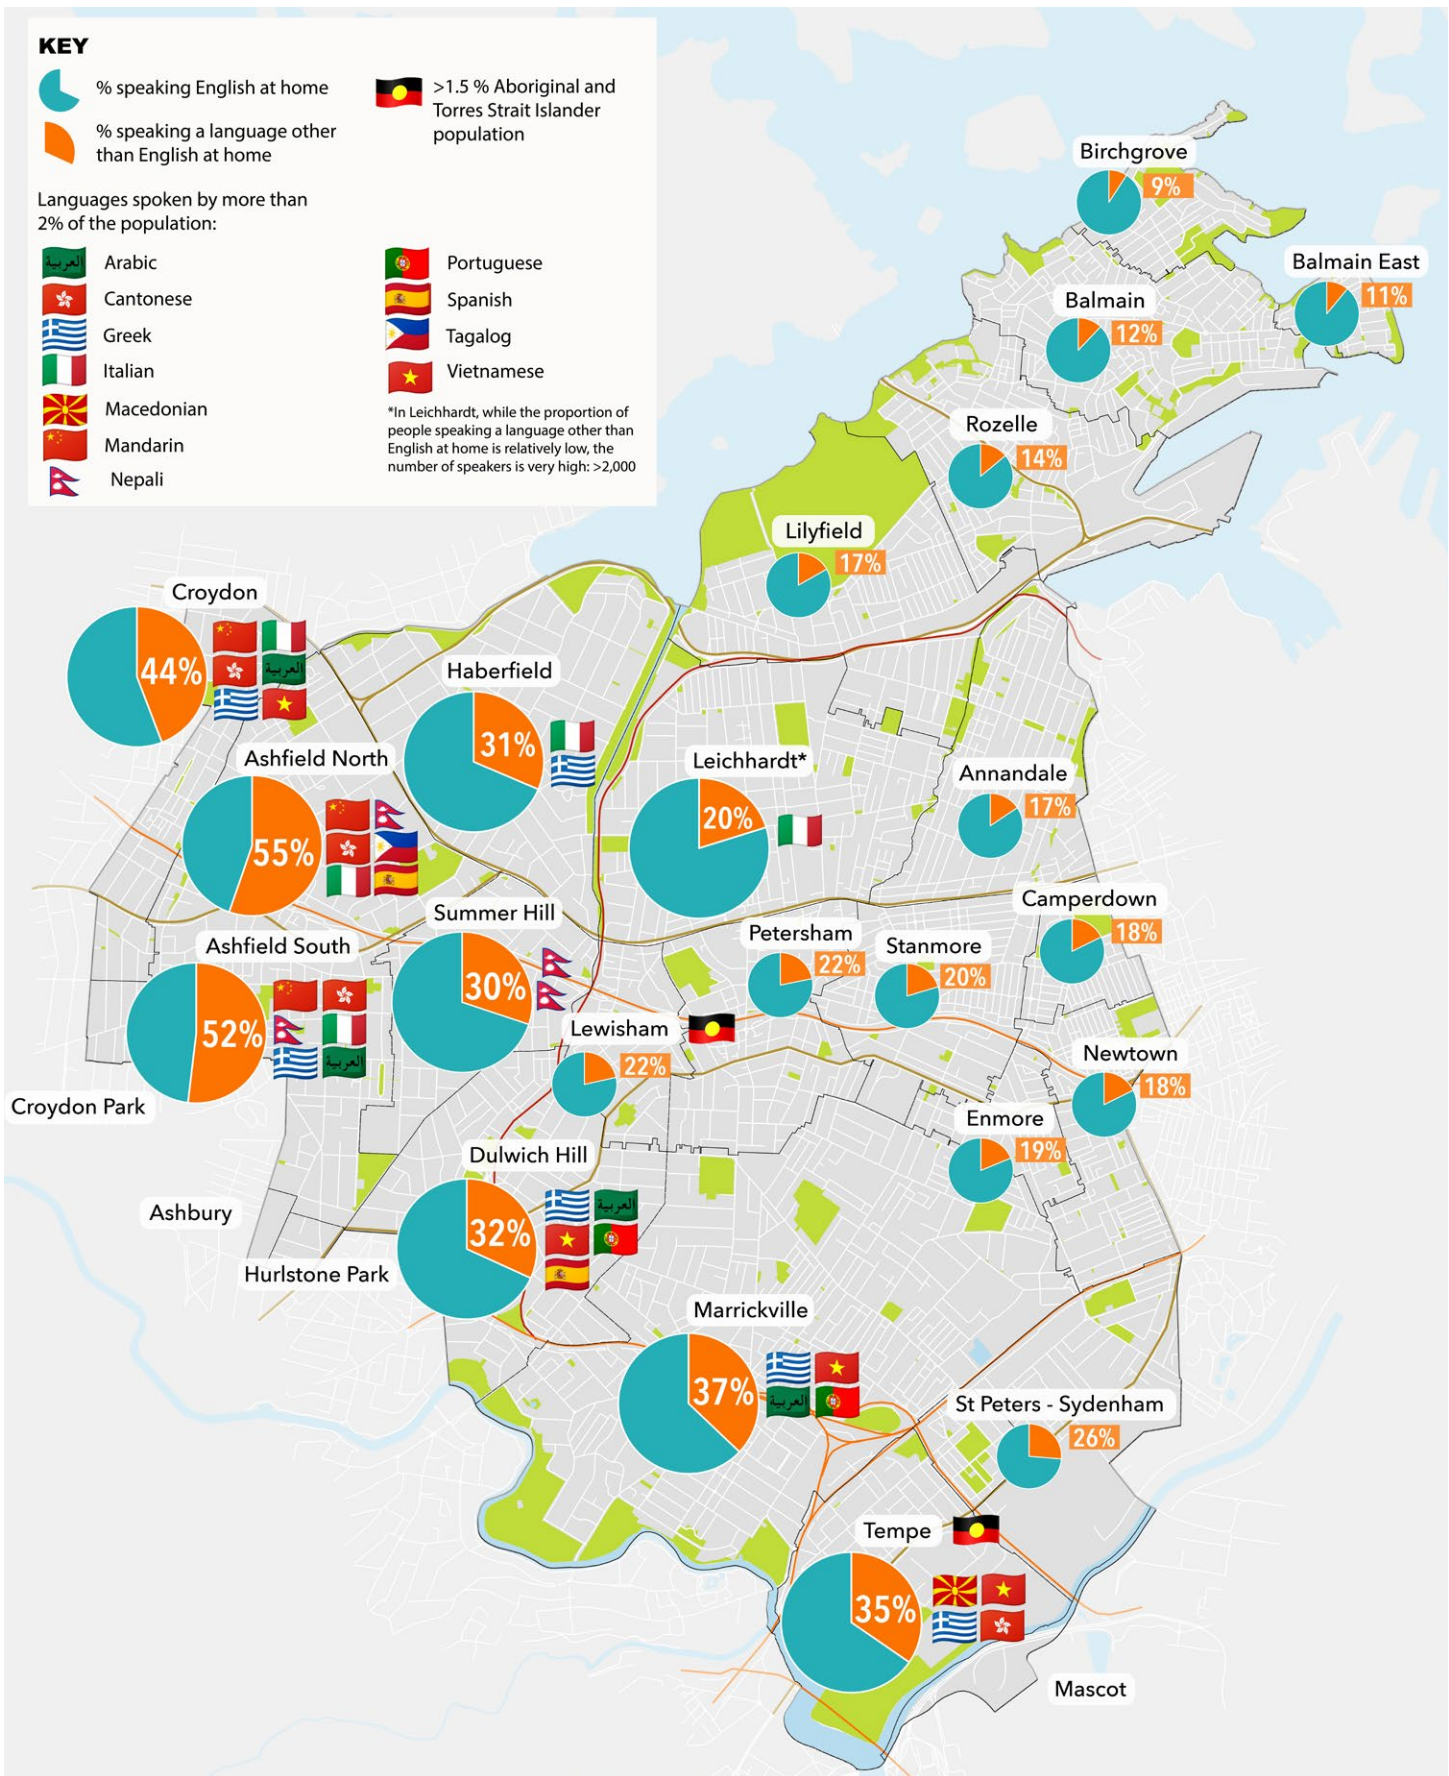 KEY
% speaking English at home
% speaking a language other
than English at home
>1.5 % Aboriginal and
Torres Strait Islander
population
Languages spoken by more than
2% of the population:
العربية Arabic
Cantonese
Greek
Italian
Macedonian
Mandarin
Nepali
Portuguese
Spanish
Tagalog
Vietnamese
*In Leichhardt, while the proportion of
people speaking a language other than
English at home is relatively low, the
number of speakers is very high: >2,000
Birchgrove
9%
Balmain East
11%
Balmain
12%
Rozelle
14%
Lilyfield
17%
Croydon
44%
العربية
Haberfield
31%
Ashfield North
55%
Leichhardt*
20%
Annandale
17%
Summer Hill
30%
Camperdown
18%
Petersham
22%
Stanmore
20%
Ashfield South
52%
العربية
Lewisham
22%
Newtown
18%
Croydon Park
Enmore
19%
Dulwich Hill
32%
العربية
Ashbury
Hurlstone Park
Marrickville
37%
العربية
St Peters - Sydenham
26%
Tempe
35%
Mascot